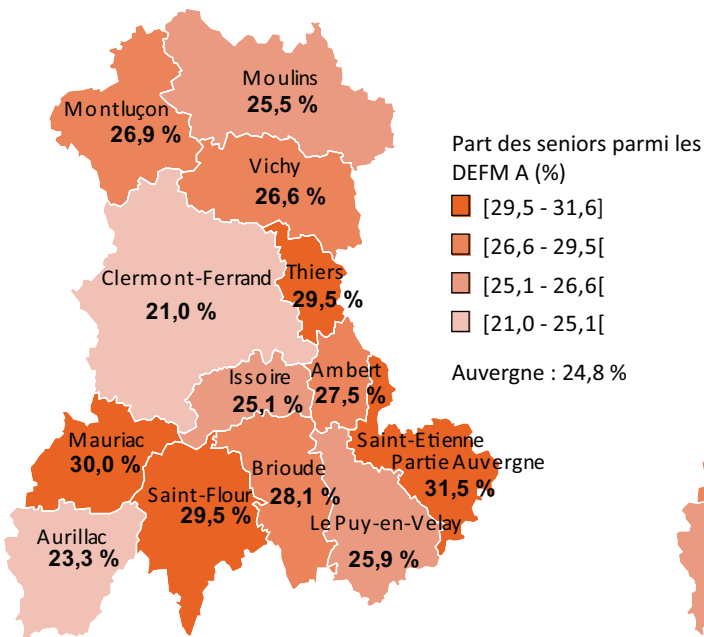 Moulins
25,5 %
Montluçon
26,9 %
Vichy
26,6 %
Part des seniors parmi les
DEFM A (%)
[29,5 - 31,6]
[26,6 - 29,5[
[25,1 - 26,6[
[21,0 - 25,1[
Auvergne : 24,8 %
Clermont-Ferrand
21,0 %
Thiers
29,5 %
Issoire
25,1 %
Ambert
27,5 %
Mauriac
30,0 %
Saint-Etienne
Partie Auvergne
31,5 %
Brioude
28,1 %
Saint-Flour
29,5 %
Le Puy-en-Velay
25,9 %
Aurillac
23,3 %